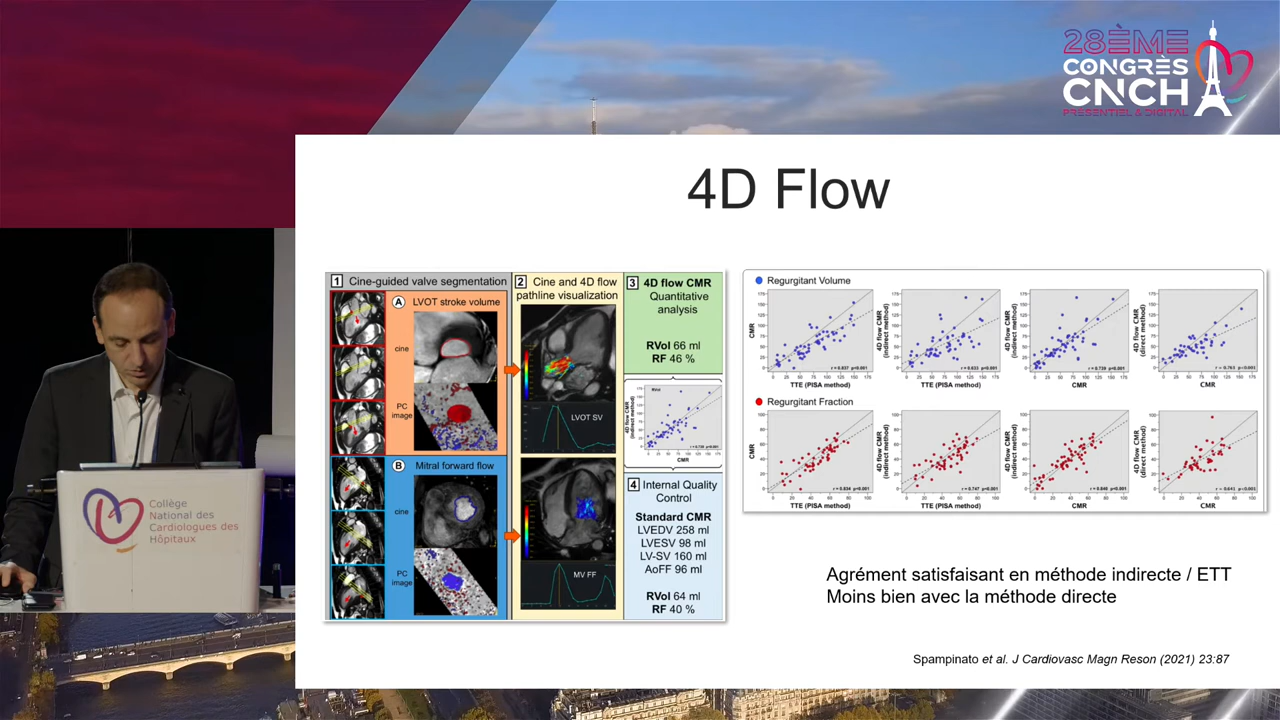 28ÈME
CONGRÈS
CNCH
PRÉSENTIEL & DIGITAL
4D Flow
1 Cine-guided valve segmentation
A LVOT stroke volume
cine
PC
image
B Mitral forward flow
cine
PC
image
2 Cine and 4D flow
pathline visualization
LVOT SV
MV FF
3 4D flow CMR
Quantitative
analysis
RVol 66 ml
RF 46 %
4D flow CMR
(indirect method)
CMR
4 Internal Quality
Control
Standard CMR
LVEDV 258 ml
LVESV 98 ml
LV-SV 160 ml
AoFF 96 ml
RVol 64 ml
RF 40 %
Regurgitant Volume
CMR
TTE (PISA method)
4D flow CMR
(indirect method)
TTE (PISA method)
4D flow CMR
(indirect method)
CMR
4D flow CMR
(direct method)
CMR
Regurgitant Fraction
CMR
TTE (PISA method)
4D flow CMR
(indirect method)
TTE (PISA method)
4D flow CMR
(indirect method)
CMR
4D flow CMR
(direct method)
CMR
Agrément satisfaisant en méthode indirecte / ETT
Moins bien avec la méthode directe
Spampinato et al. J Cardiovasc Magn Reson (2021) 23:87
Collège
National des
Cardiologues des
Hôpitaux